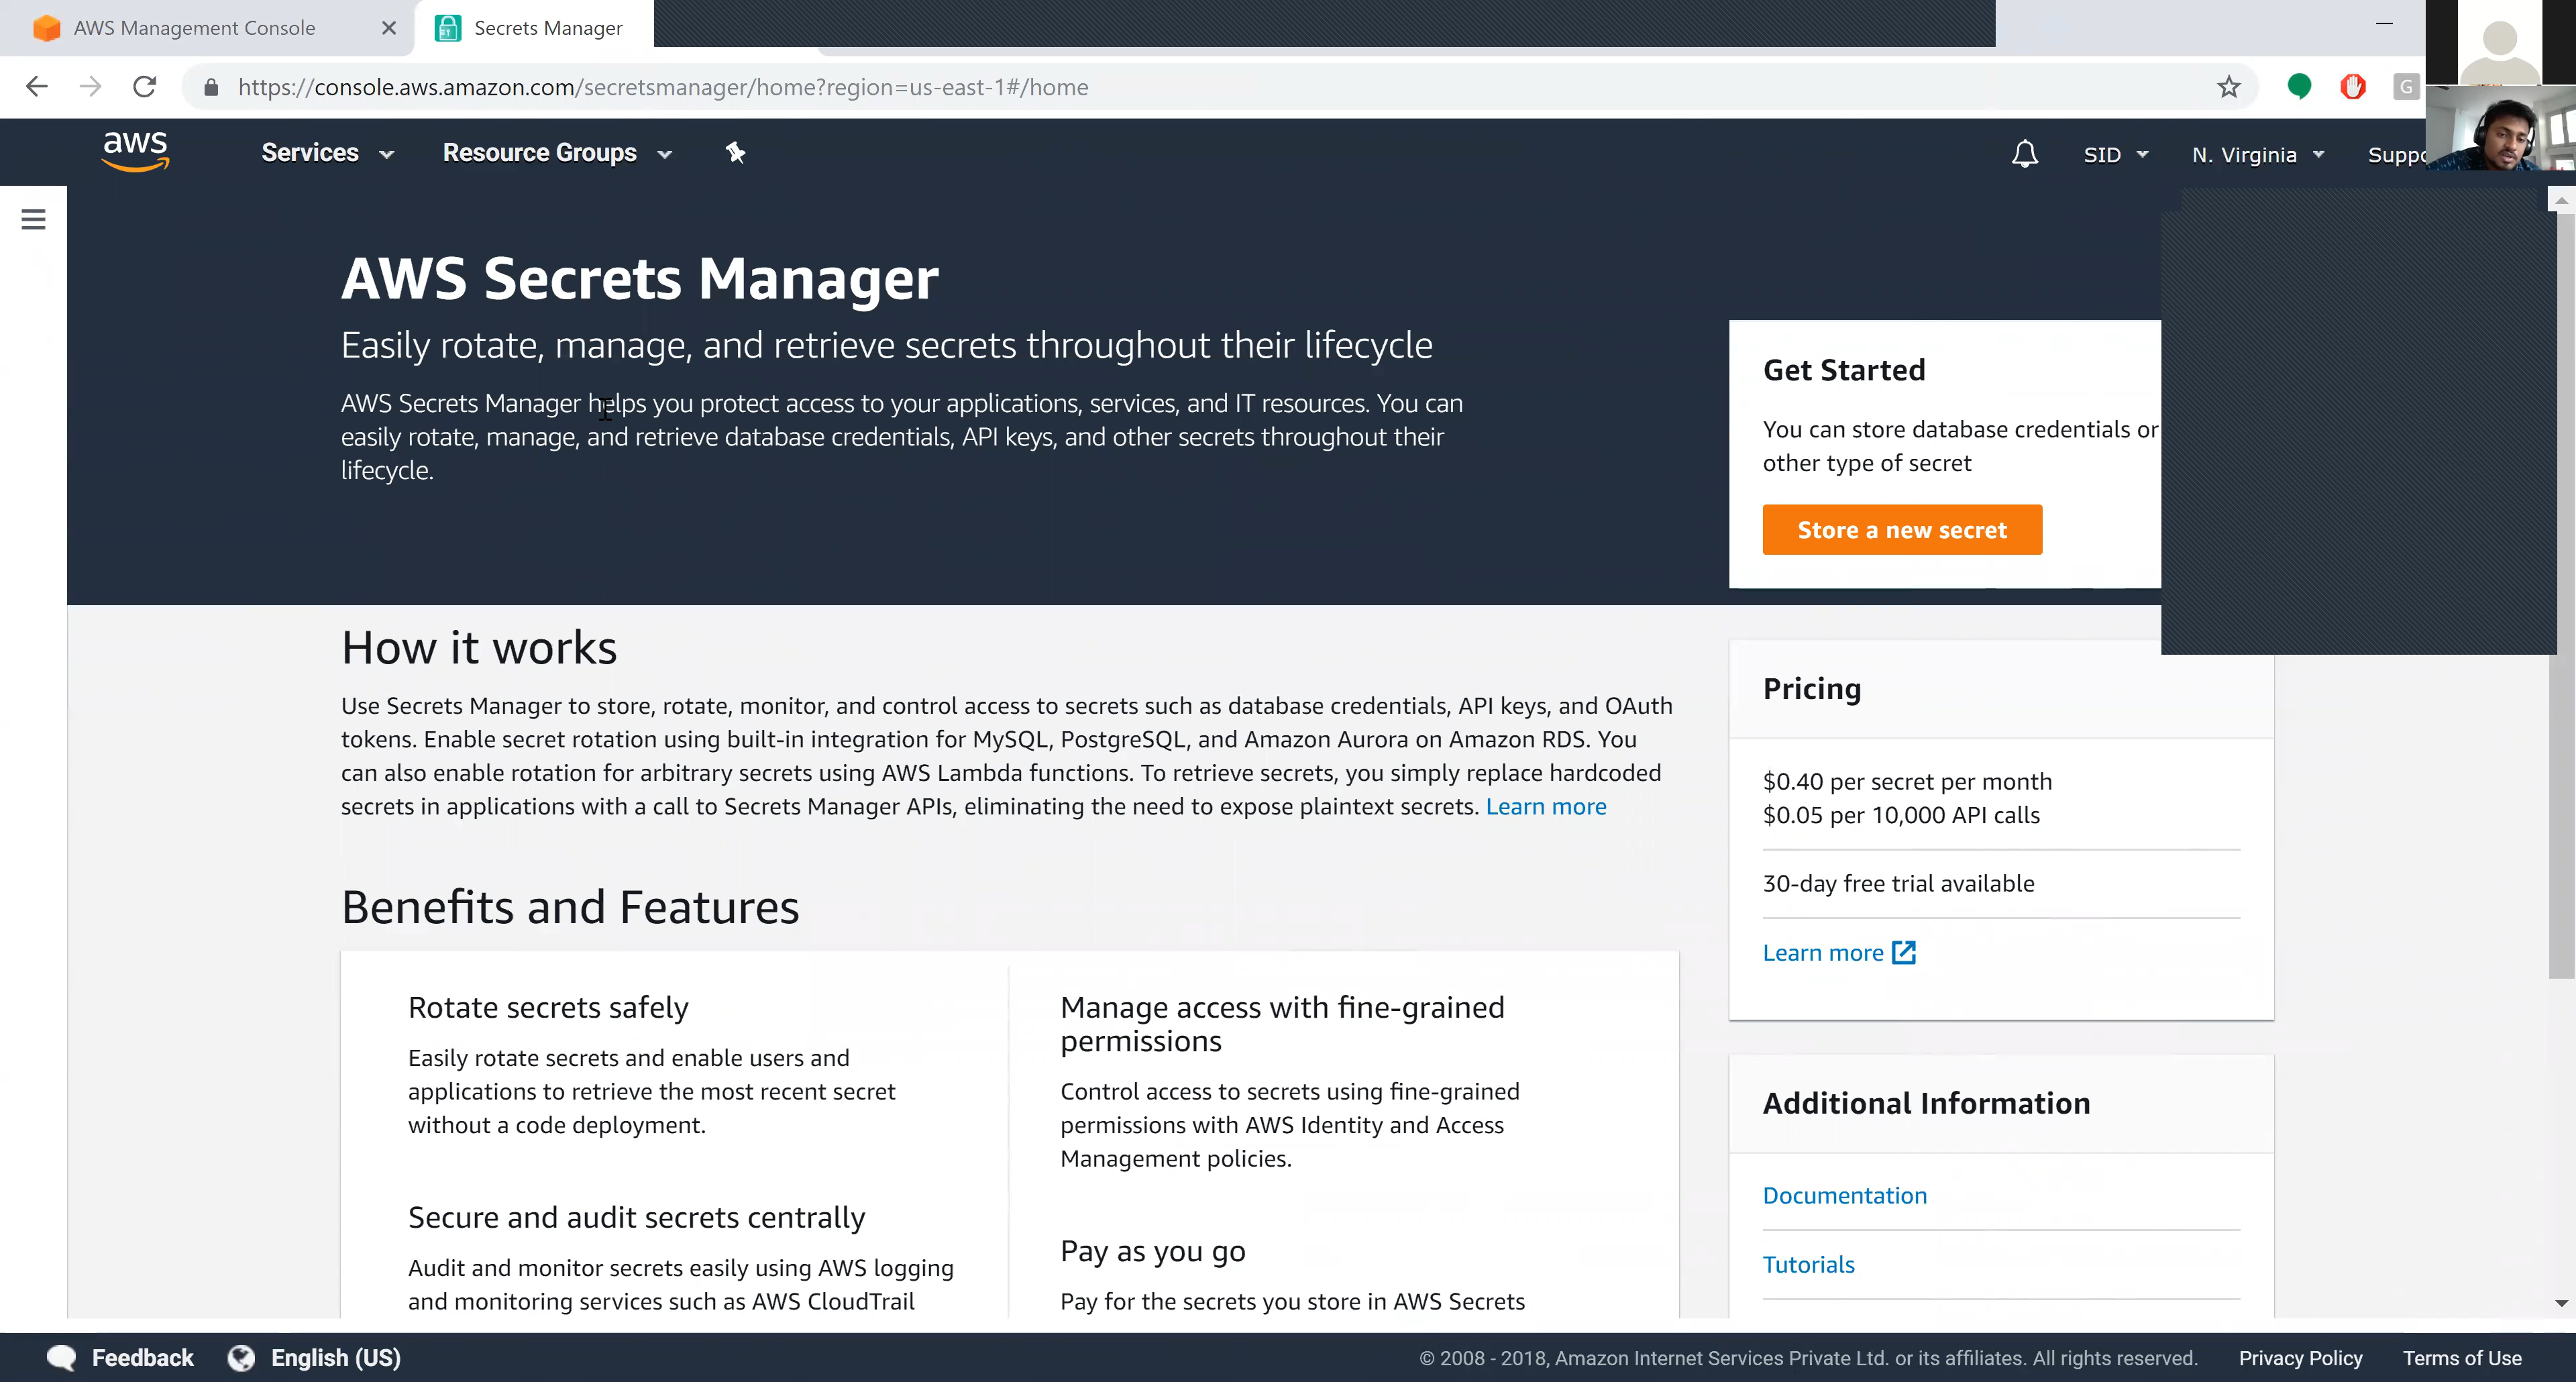 AWS Management Console
Secrets Manager
https://console.aws.amazon.com/secretsmanager/home?region=us-east-1#/home
G
aws
Services
Resource Groups
SID
N. Virginia
Suppo
AWS Secrets Manager
Easily rotate, manage, and retrieve secrets throughout their lifecycle
AWS Secrets Manager helps you protect access to your applications, services, and IT resources. You can
easily rotate, manage, and retrieve database credentials, API keys, and other secrets throughout their
lifecycle.
Get Started
You can store database credentials or
other type of secret
Store a new secret
How it works
Use Secrets Manager to store, rotate, monitor, and control access to secrets such as database credentials, API keys, and OAuth
tokens. Enable secret rotation using built-in integration for MySQL, PostgreSQL, and Amazon Aurora on Amazon RDS. You
can also enable rotation for arbitrary secrets using AWS Lambda functions. To retrieve secrets, you simply replace hardcoded
secrets in applications with a call to Secrets Manager APIs, eliminating the need to expose plaintext secrets. Learn more
Pricing
$0.40 per secret per month
$0.05 per 10,000 API calls
30-day free trial available
Learn more
Benefits and Features
Rotate secrets safely
Easily rotate secrets and enable users and
applications to retrieve the most recent secret
without a code deployment.
Manage access with fine-grained
permissions
Control access to secrets using fine-grained
permissions with AWS Identity and Access
Management policies.
Secure and audit secrets centrally
Audit and monitor secrets easily using AWS logging
and monitoring services such as AWS CloudTrail
Pay as you go
Pay for the secrets you store in AWS Secrets
Additional Information
Documentation
Tutorials
Feedback
English (US)
© 2008 - 2018, Amazon Internet Services Private Ltd. or its affiliates. All rights reserved.
Privacy Policy
Terms of Use